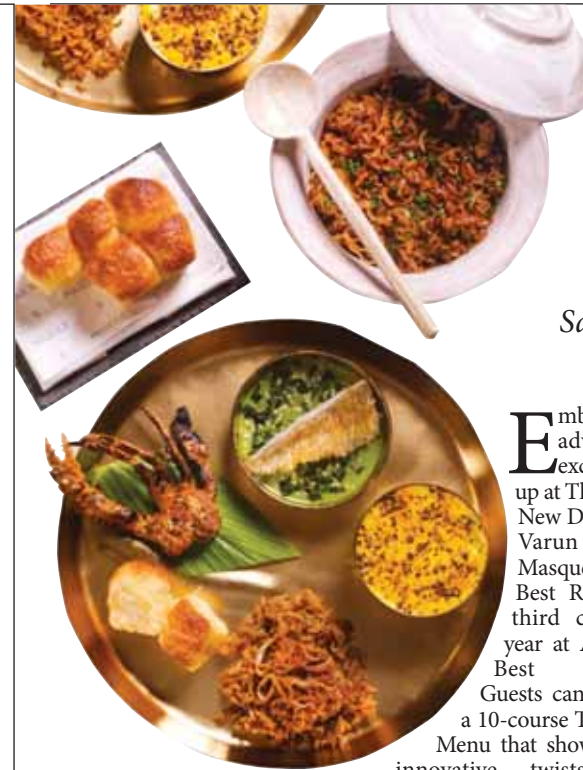 Sa
Emb
adv
exc
up at Th
New D
Varun
Masque
Best R
third c
year at A
Best
Guests can
a 10-course T
Menu that show
innovative twists